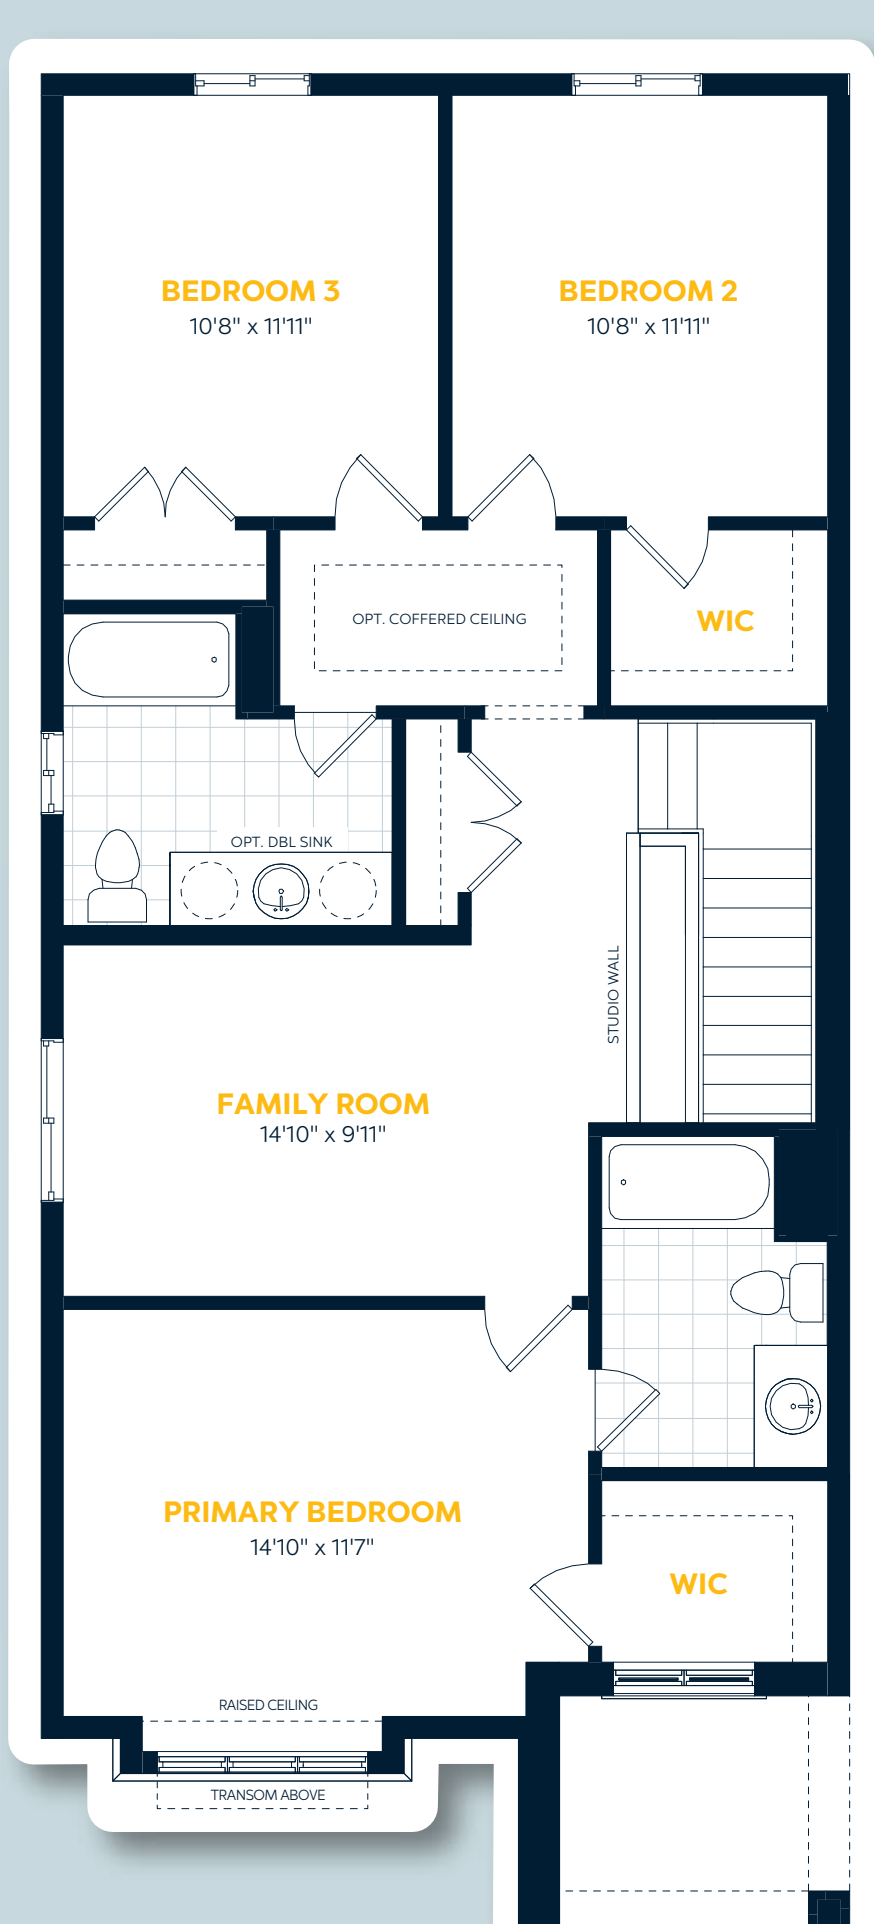 BEDROOM 3
10'8" x 11'11"
BEDROOM 2
10'8" x 11'11"
OPT. COFFERED CEILING
WIC
OPT. DBL SINK
STUDIO WALL
FAMILY ROOM
14'10" x 9'11"
PRIMARY BEDROOM
14'10" x 11'7"
WIC
RAISED CEILING
TRANSOM ABOVE